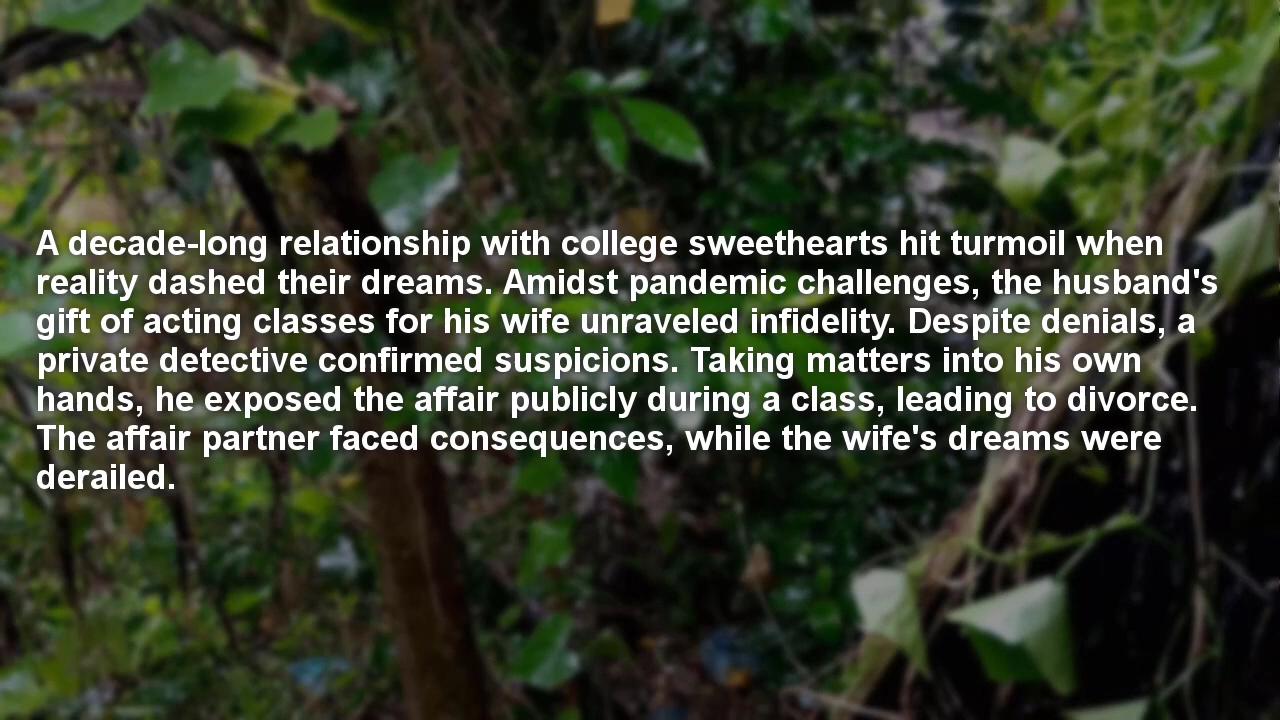 A decade-long relationship with college sweethearts hit turmoil when
reality dashed their dreams. Amidst pandemic challenges, the husband's
gift of acting classes for his wife unraveled infidelity. Despite denials, a
private detective confirmed suspicions. Taking matters into his own
hands, he exposed the affair publicly during a class, leading to divorce.
The affair partner faced consequences, while the wife's dreams were
derailed.